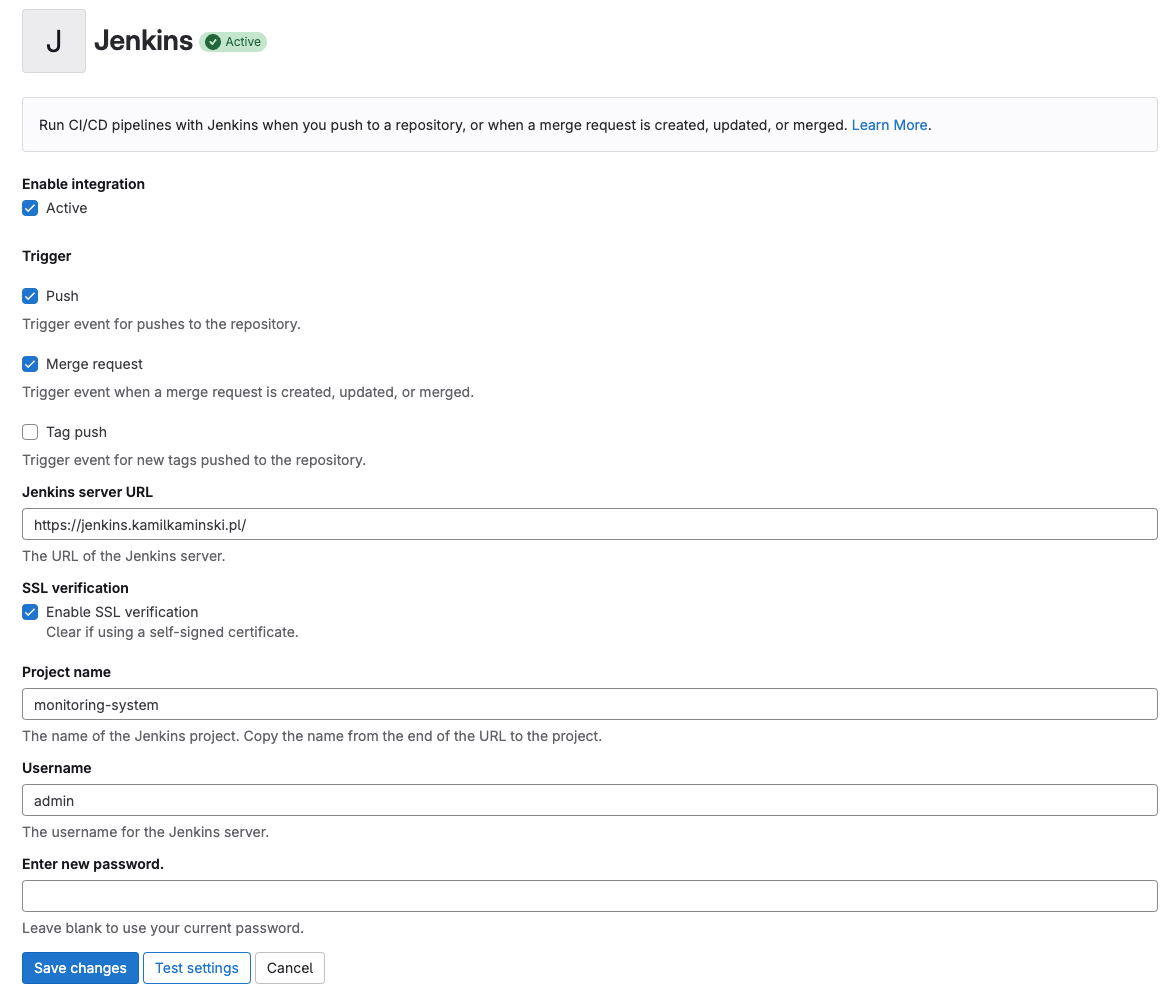 J
Jenkins Active
Run CI/CD pipelines with Jenkins when you push to a repository, or when a merge request is created, updated, or merged. Learn More.
Enable integration
Active
Trigger
Push
Trigger event for pushes to the repository.
Merge request
Trigger event when a merge request is created, updated, or merged.
Tag push
Trigger event for new tags pushed to the repository.
Jenkins server URL
https://jenkins.kamilkaminski.pl/
The URL of the Jenkins server.
SSL verification
Enable SSL verification
Clear if using a self-signed certificate.
Project name
monitoring-system
The name of the Jenkins project. Copy the name from the end of the URL to the project.
Username
admin
The username for the Jenkins server.
Enter new password.
Leave blank to use your current password.
Save changes Test settings Cancel